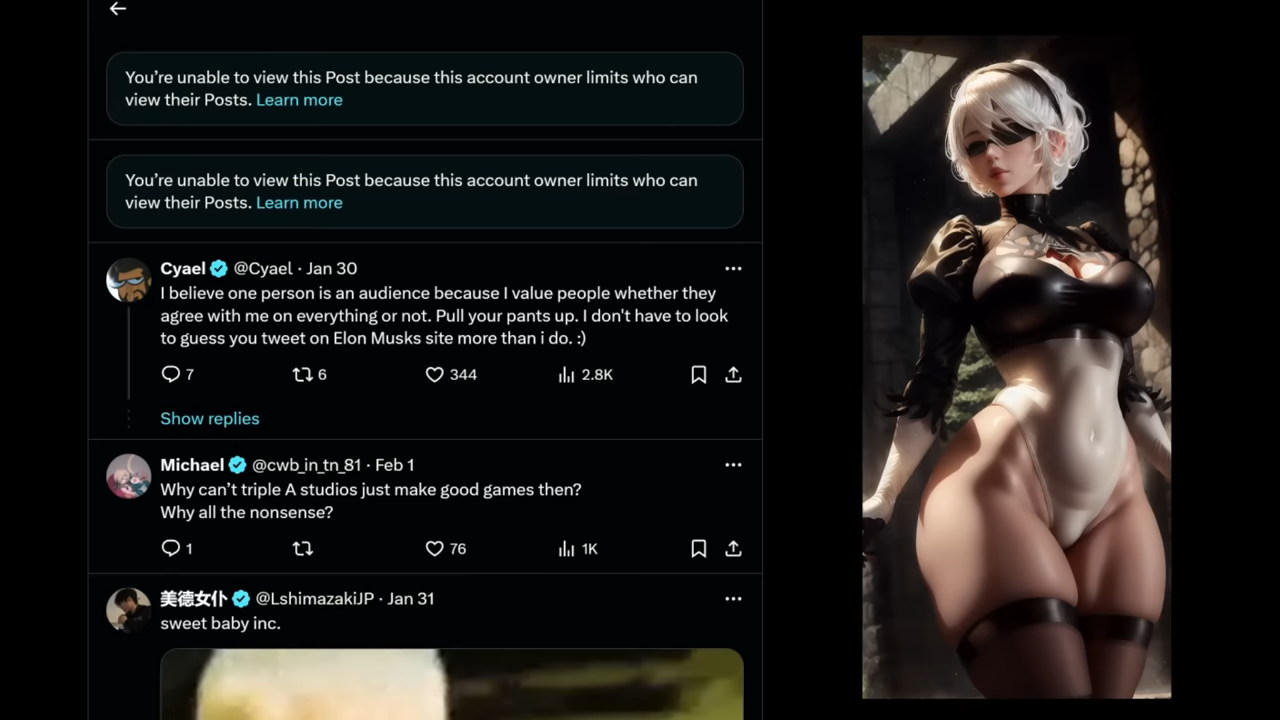 You’re unable to view this Post because this account owner limits who can
view their Posts. Learn more
You’re unable to view this Post because this account owner limits who can
view their Posts. Learn more
Cyael @Cyael · Jan 30
I believe one person is an audience because I value people whether they
agree with me on everything or not. Pull your pants up. I don't have to look
to guess you tweet on Elon Musks site more than i do. :)
7 6 344 2.8K
Show replies
Michael @cwb_in_tn_81 · Feb 1
Why can’t triple A studios just make good games then?
Why all the nonsense?
1 76 1K
美德女仆 @LshimazakiJP · Jan 31
sweet baby inc.